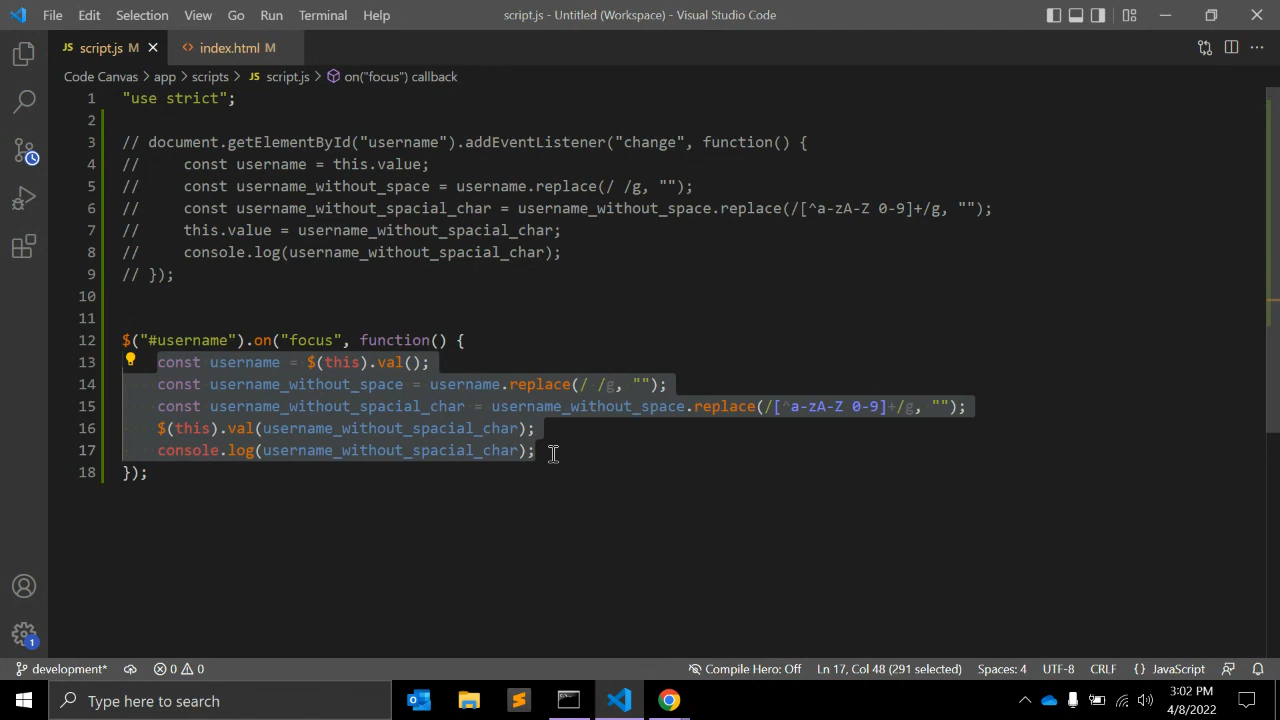 File Edit Selection View Go Run Terminal Help script.js - Untitled (Workspace) - Visual Studio Code
JS script.js M <> index.html M
Code Canvas > app > scripts > JS script.js > on("focus") callback
1 "use strict";
2
3 // document.getElementById("username").addEventListener("change", function() {
4 //     const username = this.value;
5 //     const username_without_space = username.replace(/ /g, "");
6 //     const username_without_spacial_char = username_without_space.replace(/[^a-zA-Z 0-9]+/g, "");
7 //     this.value = username_without_spacial_char;
8 //     console.log(username_without_spacial_char);
9 // });
10
11
12 $("#username").on("focus", function() {
13     const username = $(this).val();
14     const username_without_space = username.replace(/ /g, "");
15     const username_without_spacial_char = username_without_space.replace(/[^a-zA-Z 0-9]+/g, "");
16     $(this).val(username_without_spacial_char);
17     console.log(username_without_spacial_char);
18 });
1
development* 0 0 Compile Hero: Off Ln 17, Col 48 (291 selected) Spaces: 4 UTF-8 CRLF {} JavaScript
Type here to search
3:02 PM
4/8/2022